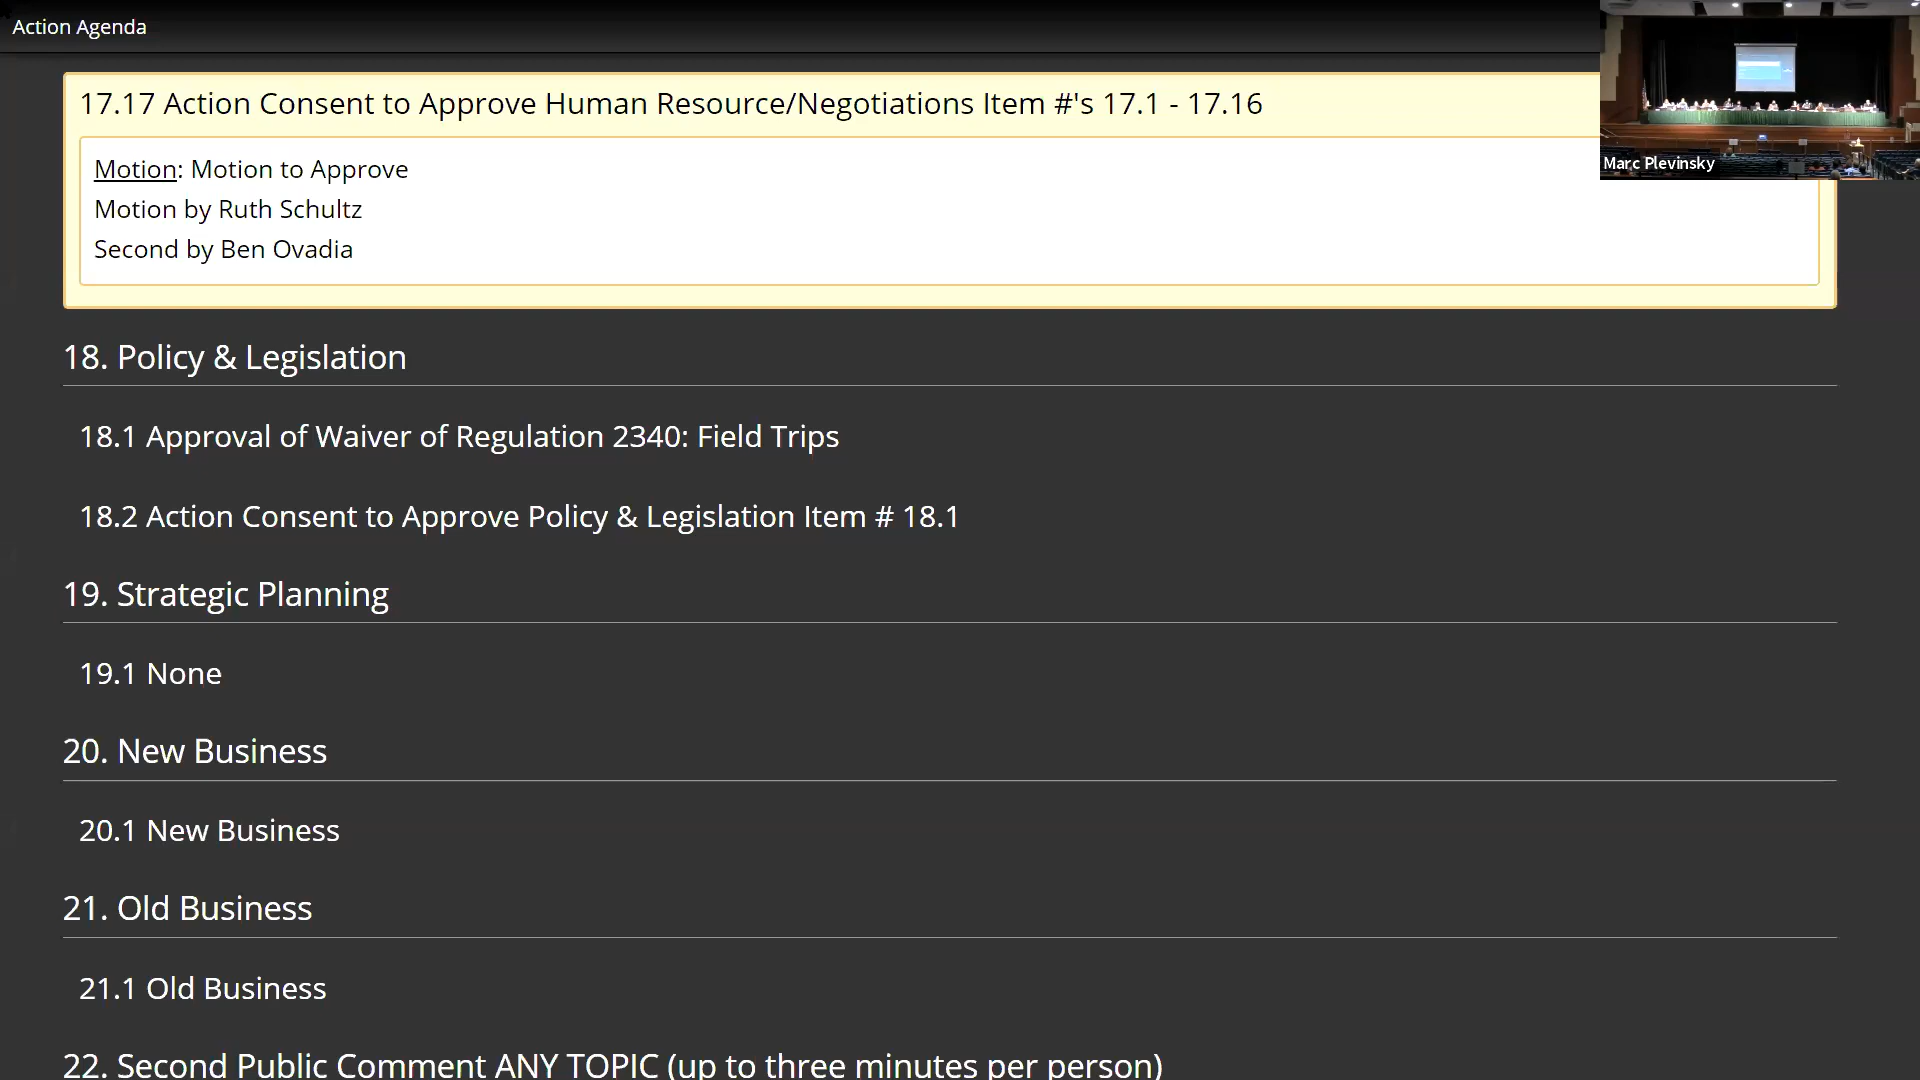 Action Agenda
17.17 Action Consent to Approve Human Resource/Negotiations Item #'s 17.1 - 17.16
Motion: Motion to Approve
Motion by Ruth Schultz
Second by Ben Ovadia
Marc Plevinsky
18. Policy & Legislation
18.1 Approval of Waiver of Regulation 2340: Field Trips
18.2 Action Consent to Approve Policy & Legislation Item # 18.1
19. Strategic Planning
19.1 None
20. New Business
20.1 New Business
21. Old Business
21.1 Old Business
22. Second Public Comment ANY TOPIC (up to three minutes per person)